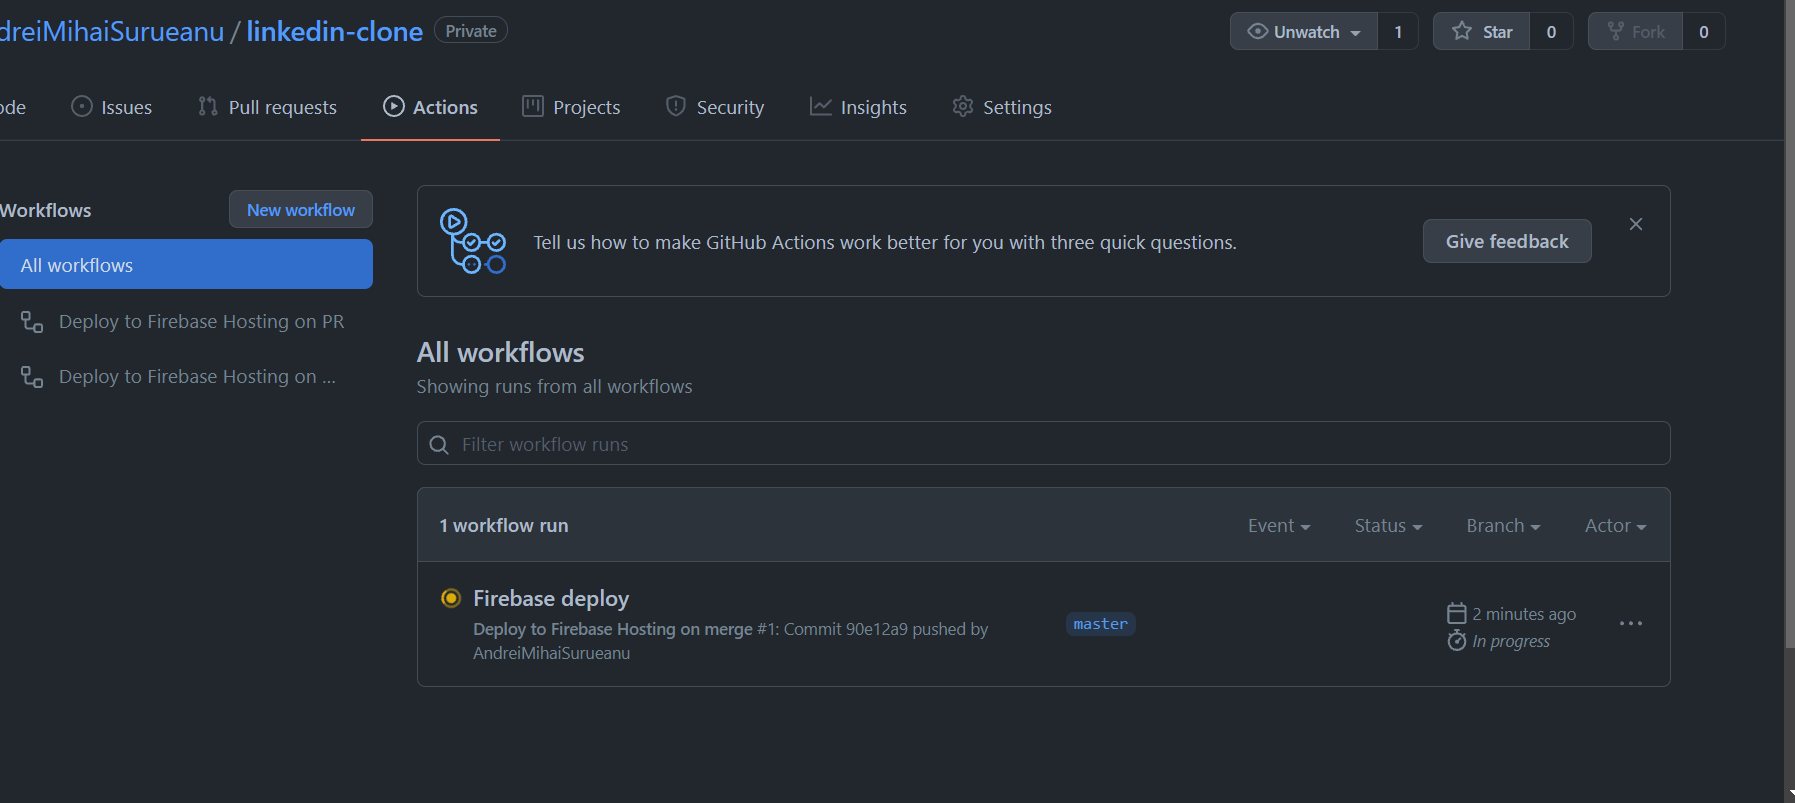 dreiMihaiSurueanu / linkedin-clone Private
Unwatch 1 Star 0 Fork 0
ode Issues Pull requests Actions Projects Security Insights Settings
Workflows New workflow
All workflows
Deploy to Firebase Hosting on PR
Deploy to Firebase Hosting on ...
Tell us how to make GitHub Actions work better for you with three quick questions. Give feedback
All workflows
Showing runs from all workflows
Filter workflow runs
1 workflow run Event Status Branch Actor
Firebase deploy
Deploy to Firebase Hosting on merge #1: Commit 90e12a9 pushed by
AndreiMihaiSurueanu
master
2 minutes ago
In progress